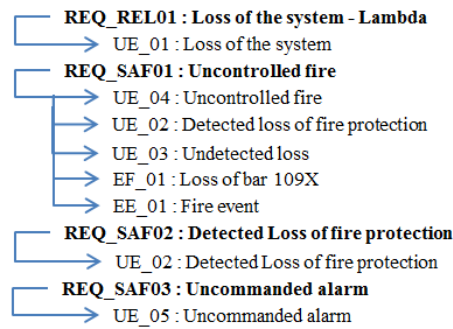 REQ_REL01 : Loss of the system - Lambda
UE_01 : Loss of the system
REQ_SAF01 : Uncontrolled fire
UE_04 : Uncontrolled fire
UE_02 : Detected loss of fire protection
UE_03 : Undetected loss
EF_01 : Loss of bar 109X
EE_01 : Fire event
REQ_SAF02 : Detected Loss of fire protection
UE_02 : Detected Loss of fire protection
REQ_SAF03 : Uncommanded alarm
UE_05 : Uncommanded alarm